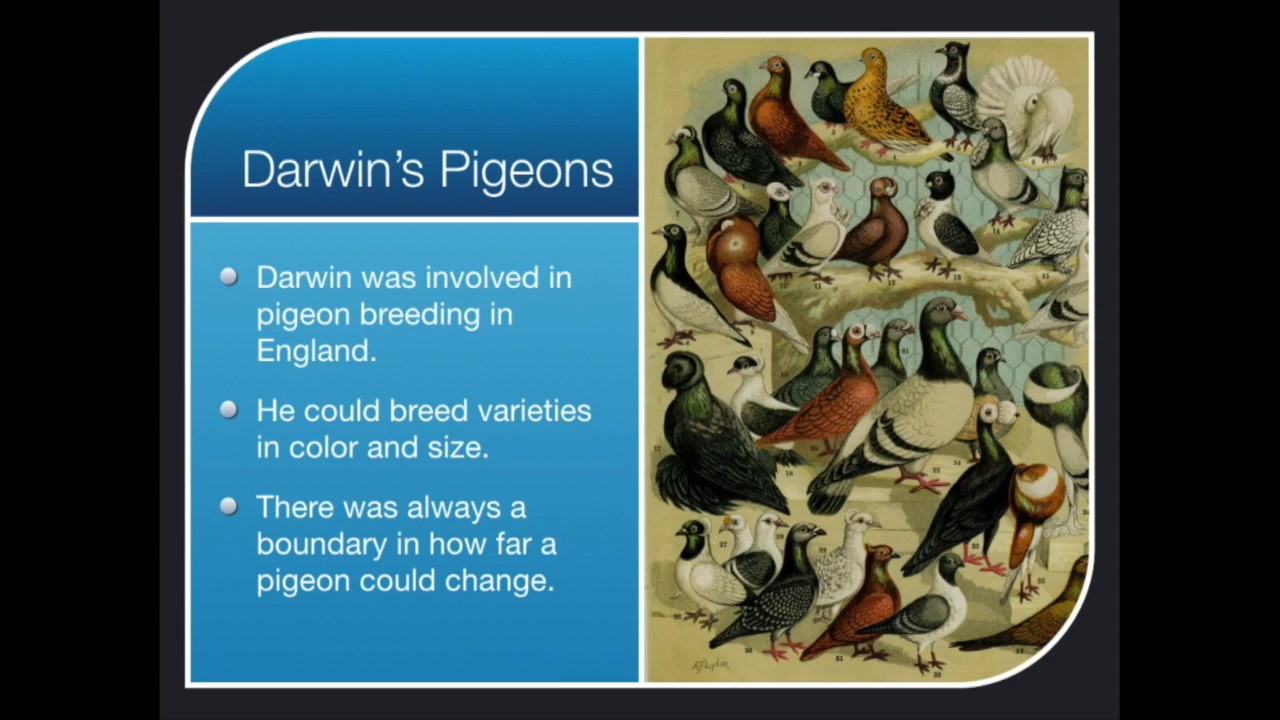 Darwin's Pigeons
Darwin was involved in
pigeon breeding in
England.
He could breed varieties
in color and size.
There was always a
boundary in how far a
pigeon could change.